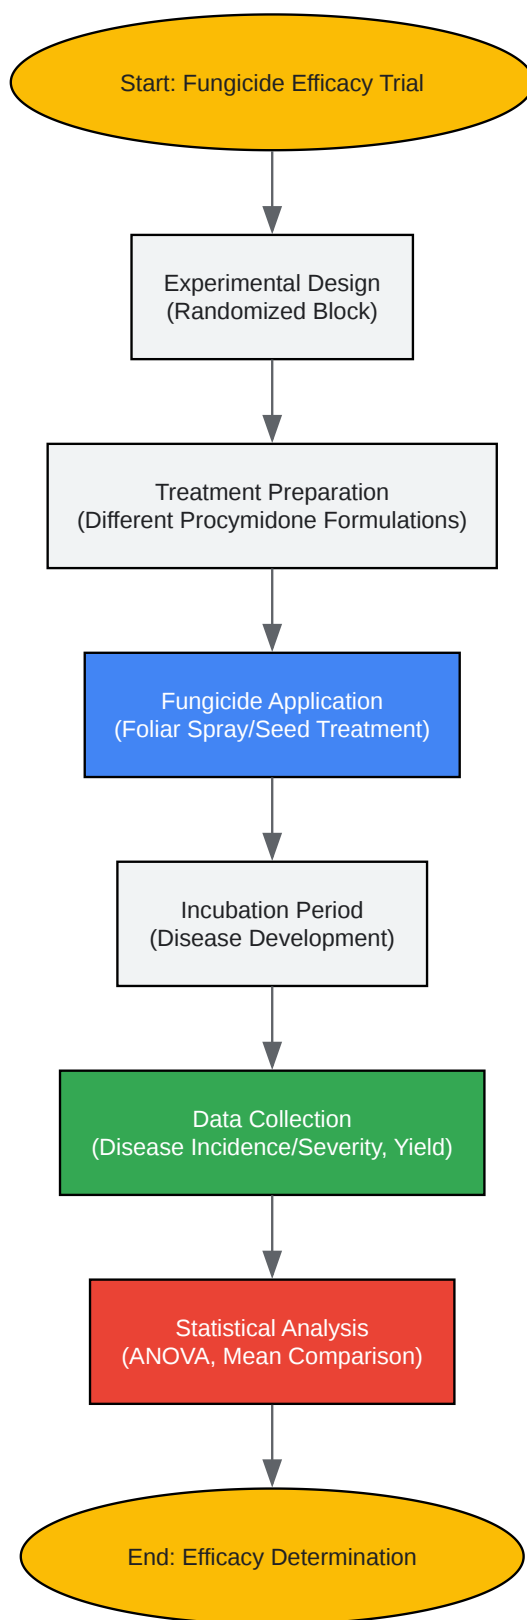 Start: Fungicide Efficacy Trial
Experimental Design
(Randomized Block)
Treatment Preparation
(Different Procymidone Formulations)
Fungicide Application
(Foliar Spray/Seed Treatment)
Incubation Period
(Disease Development)
Data Collection
(Disease Incidence/Severity, Yield)
Statistical Analysis
(ANOVA, Mean Comparison)
End: Efficacy Determination